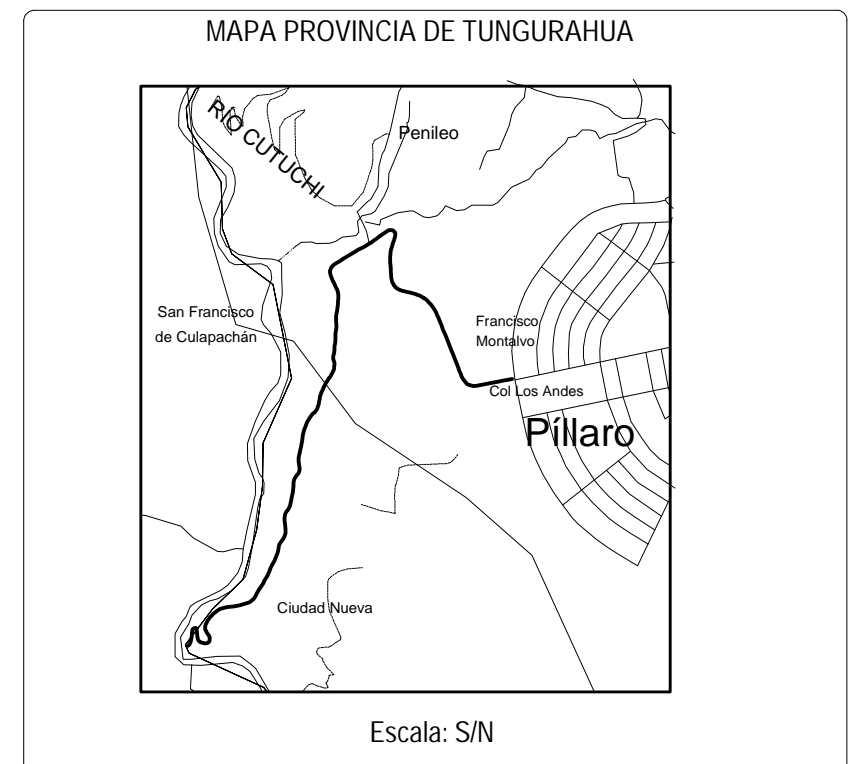 MAPA PROVINCIA DE TUNGURAHUA
RÍO CUTUCHI
Penileo
San Francisco
de Culapachán
Francisco
Montalvo
Col Los Andes
Píllaro
Ciudad Nueva
Escala: S/N